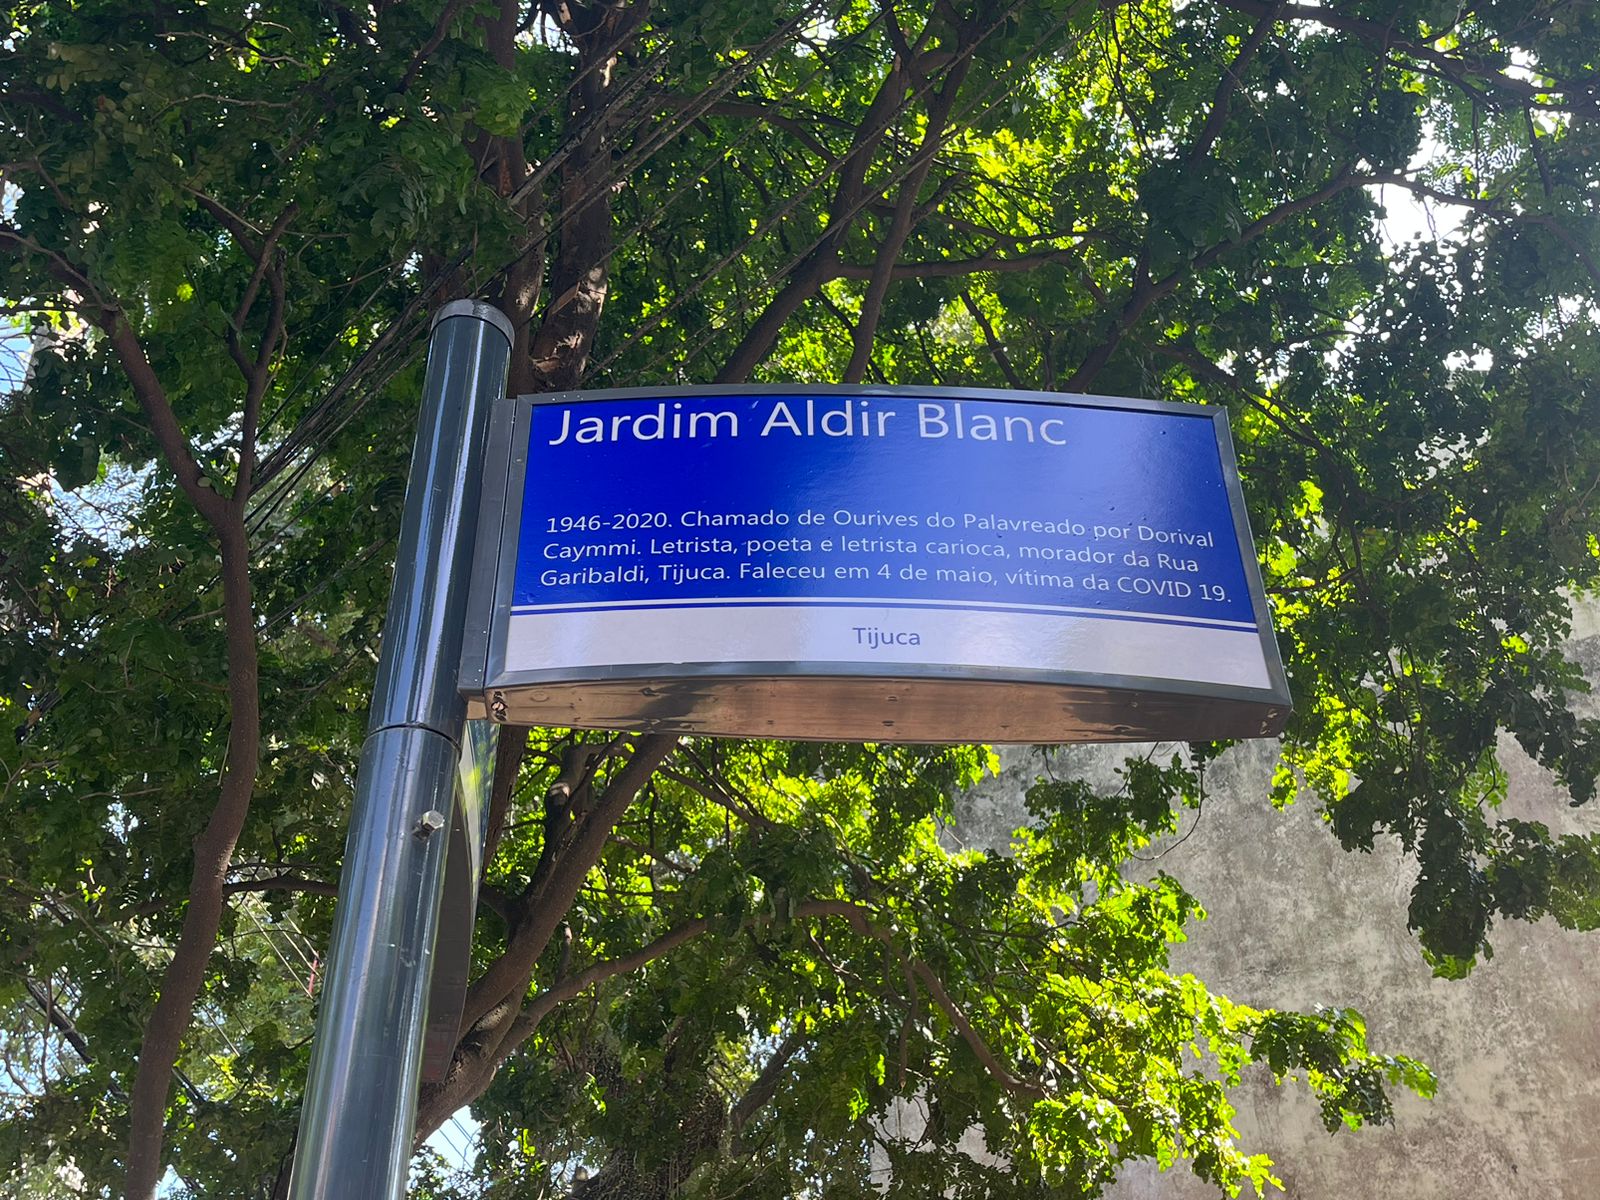 Jardim Aldir Blanc
1946-2020. Chamado de Ourives do Palavreado por Dorival
Caymmi. Letrista, poeta e letrista carioca, morador da Rua
Garibaldi, Tijuca. Faleceu em 4 de maio, vítima da COVID 19.
Tijuca